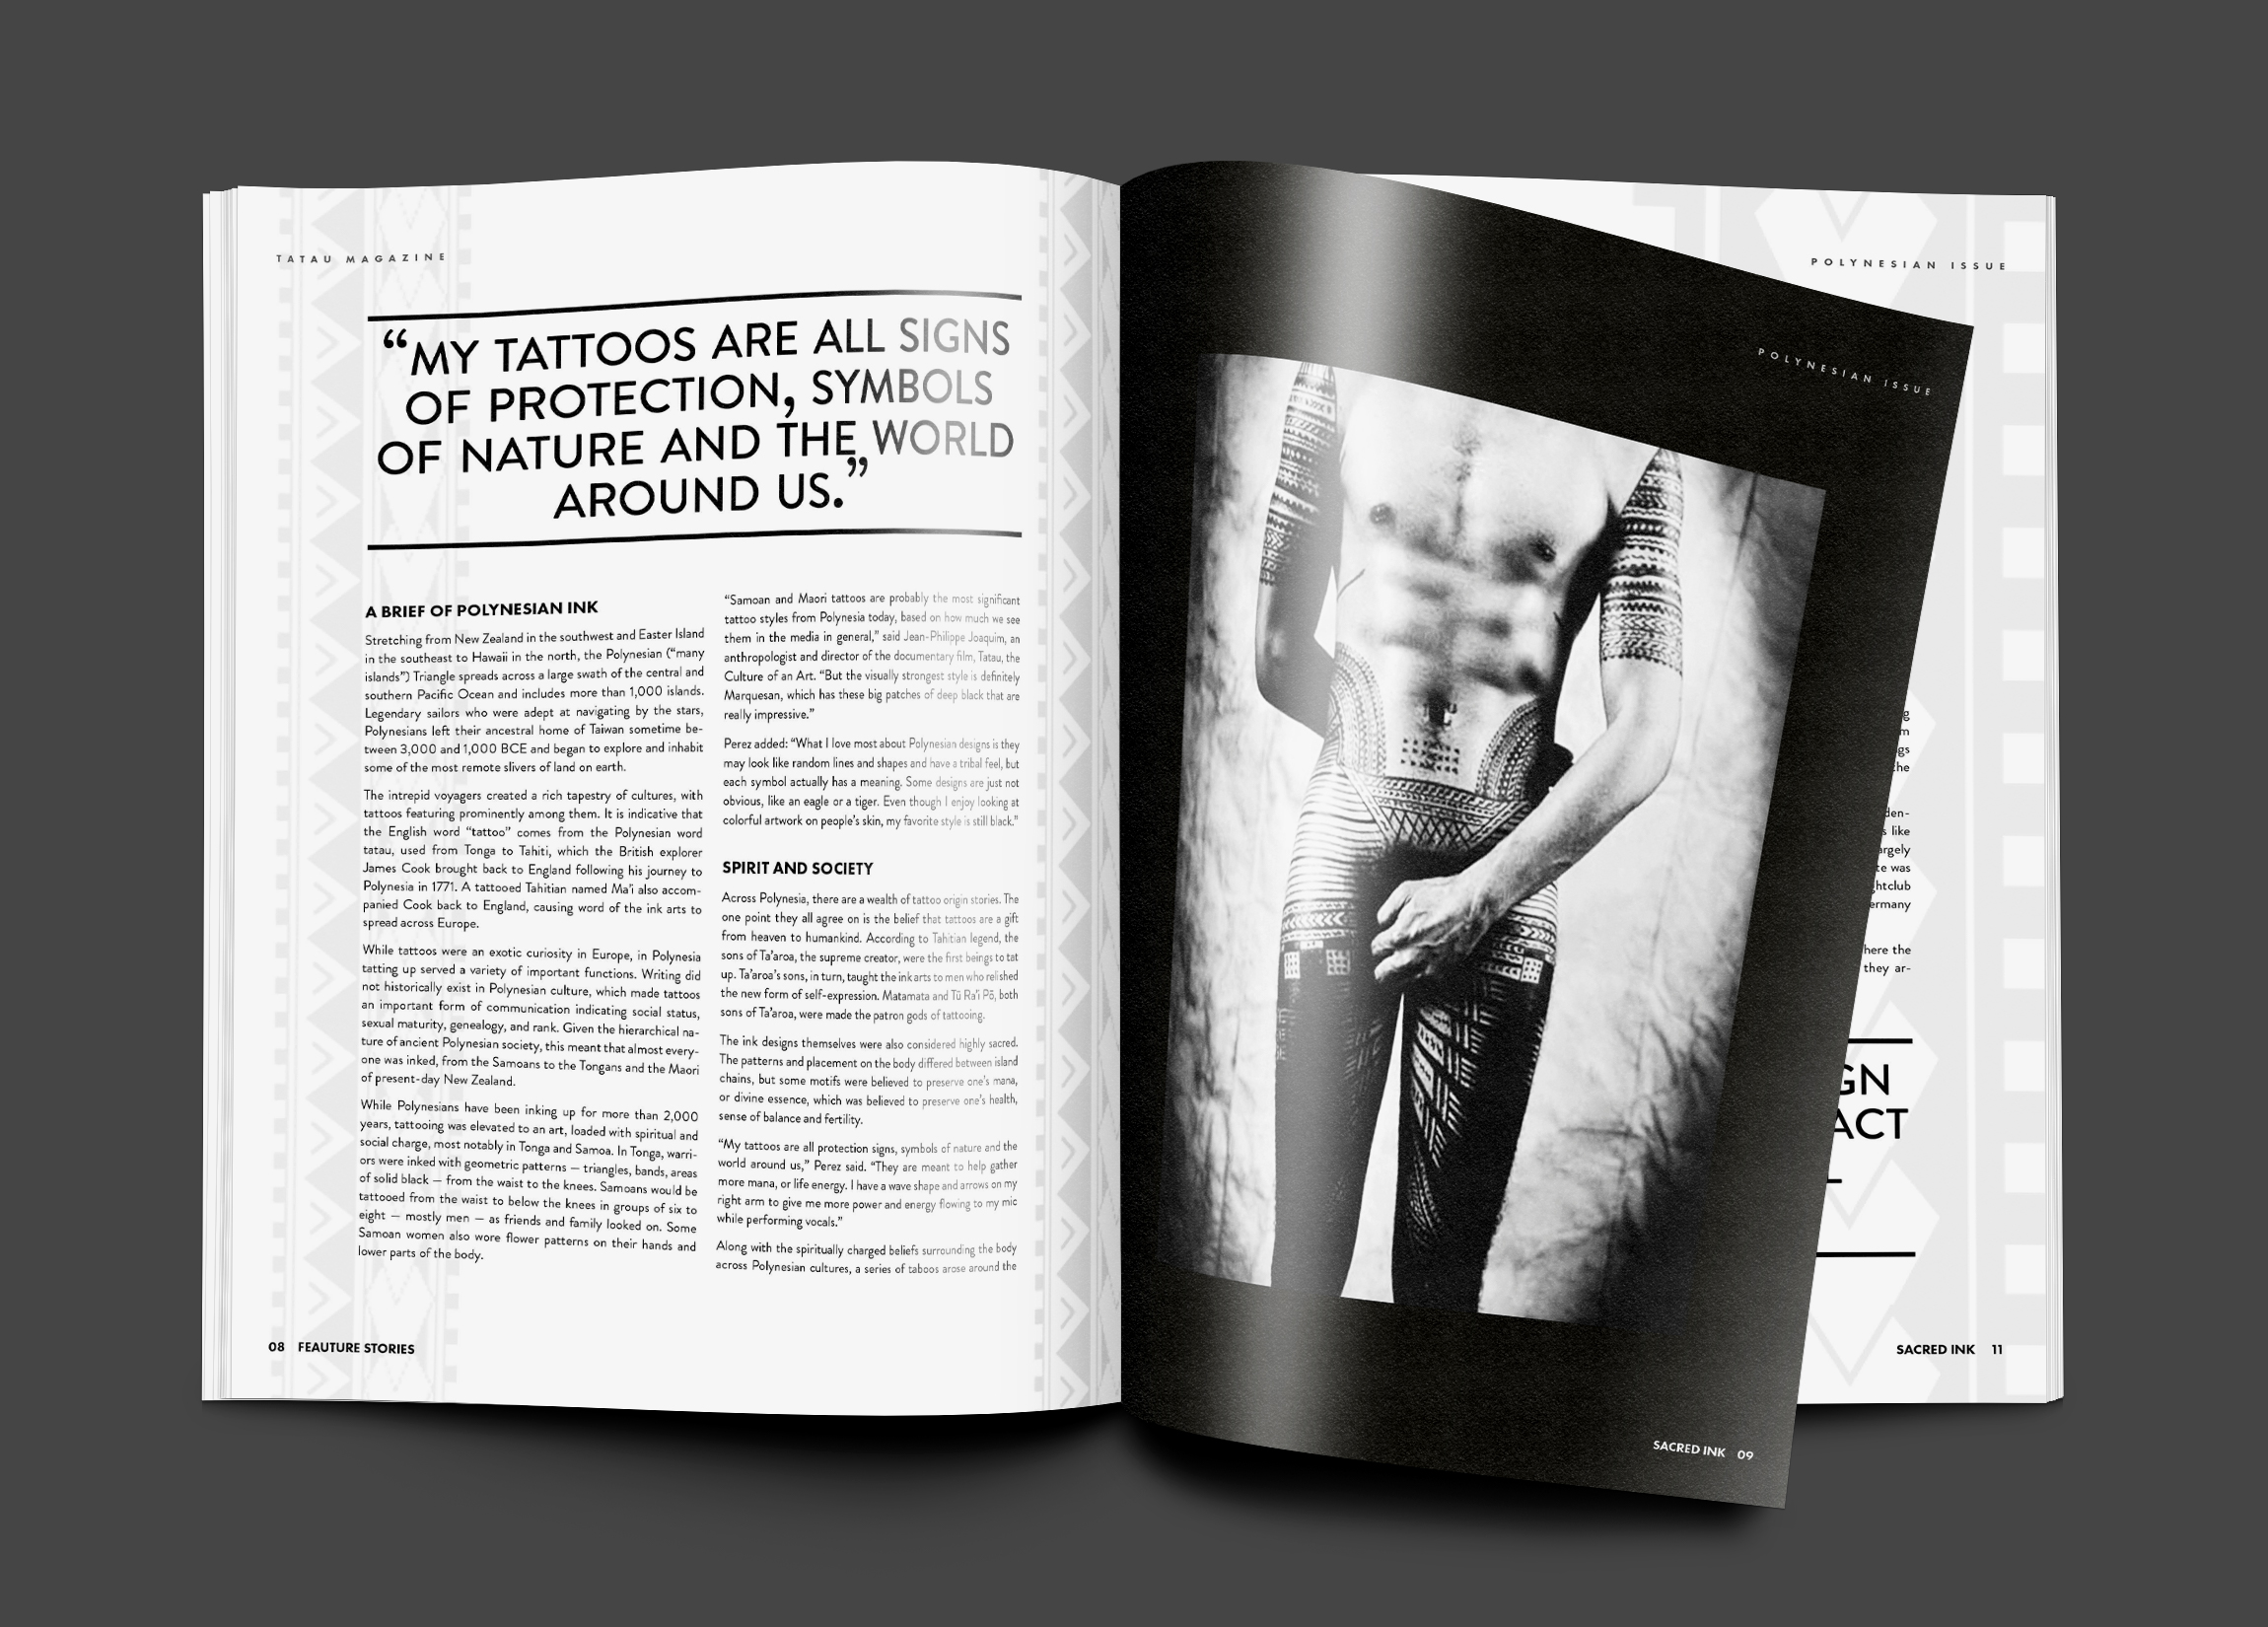 TATAU MAGAZINE
“MY TATTOOS ARE ALL SIGNS
OF PROTECTION, SYMBOLS
OF NATURE AND THE WORLD
AROUND US.”
A BRIEF OF POLYNESIAN INK
Stretching from New Zealand in the southwest and Easter Island
in the southeast to Hawaii in the north, the Polynesian (“many
islands”) Triangle spreads across a large swath of the central and
southern Pacific Ocean and includes more than 1,000 islands.
Legendary sailors who were adept at navigating by the stars,
Polynesians left their ancestral home of Taiwan sometime be-
tween 3,000 and 1,000 BCE and began to explore and inhabit
some of the most remote slivers of land on earth.
The intrepid voyagers created a rich tapestry of cultures, with
tattoos featuring prominently among them. It is indicative that
the English word “tattoo” comes from the Polynesian word
tatau, used from Tonga to Tahiti, which the British explorer
James Cook brought back to England following his journey to
Polynesia in 1771. A tattooed Tahitian named Ma’i also accom-
panied Cook back to England, causing word of the ink arts to
spread across Europe.
While tattoos were an exotic curiosity in Europe, in Polynesia
tatting up served a variety of important functions. Writing did
not historically exist in Polynesian culture, which made tattoos
an important form of communication indicating social status,
sexual maturity, genealogy, and rank. Given the hierarchical na-
ture of ancient Polynesian society, this meant that almost every-
one was inked, from the Samoans to the Tongans and the Maori
of present-day New Zealand.
While Polynesians have been inking up for more than 2,000
years, tattooing was elevated to an art, loaded with spiritual and
social charge, most notably in Tonga and Samoa. In Tonga, warri-
ors were inked with geometric patterns — triangles, bands, areas
of solid black — from the waist to the knees. Samoans would be
tattooed from the waist to below the knees in groups of six to
eight — mostly men — as friends and family looked on. Some
Samoan women also wore flower patterns on their hands and
lower parts of the body.
“Samoan and Maori tattoos are probably the most significant
tattoo styles from Polynesia today, based on how much we see
them in the media in general,” said Jean-Philippe Joaquim, an
anthropologist and director of the documentary film, Tatau, the
Culture of an Art. “But the visually strongest style is definitely
Marquesan, which has these big patches of deep black that are
really impressive.”
Perez added: “What I love most about Polynesian designs is they
may look like random lines and shapes and have a tribal feel, but
each symbol actually has a meaning. Some designs are just not
obvious, like an eagle or a tiger. Even though I enjoy looking at
colorful artwork on people’s skin, my favorite style is still black.”
SPIRIT AND SOCIETY
Across Polynesia, there are a wealth of tattoo origin stories. The
one point they all agree on is the belief that tattoos are a gift
from heaven to humankind. According to Tahitian legend, the
sons of Ta’aroa, the supreme creator, were the first beings to tat
up. Ta’aroa’s sons, in turn, taught the ink arts to men who relished
the new form of self-expression. Matamata and Tū Ra’i Pō, both
sons of Ta’aroa, were made the patron gods of tattooing.
The ink designs themselves were also considered highly sacred.
The patterns and placement on the body differed between island
chains, but some motifs were believed to preserve one’s mana,
or divine essence, which was believed to preserve one’s health,
sense of balance and fertility.
“My tattoos are all protection signs, symbols of nature and the
world around us,” Perez said. “They are meant to help gather
more mana, or life energy. I have a wave shape and arrows on my
right arm to give me more power and energy flowing to my mic
while performing vocals.”
Along with the spiritually charged beliefs surrounding the body
across Polynesian cultures, a series of taboos arose around the
08 FEAUTURE STORIES
POLYNESIAN ISSUE
SACRED INK 09
POLYNESIAN ISSUE
the
den-
like
was
here the
they ar-
GN
ACT
SACRED INK 11